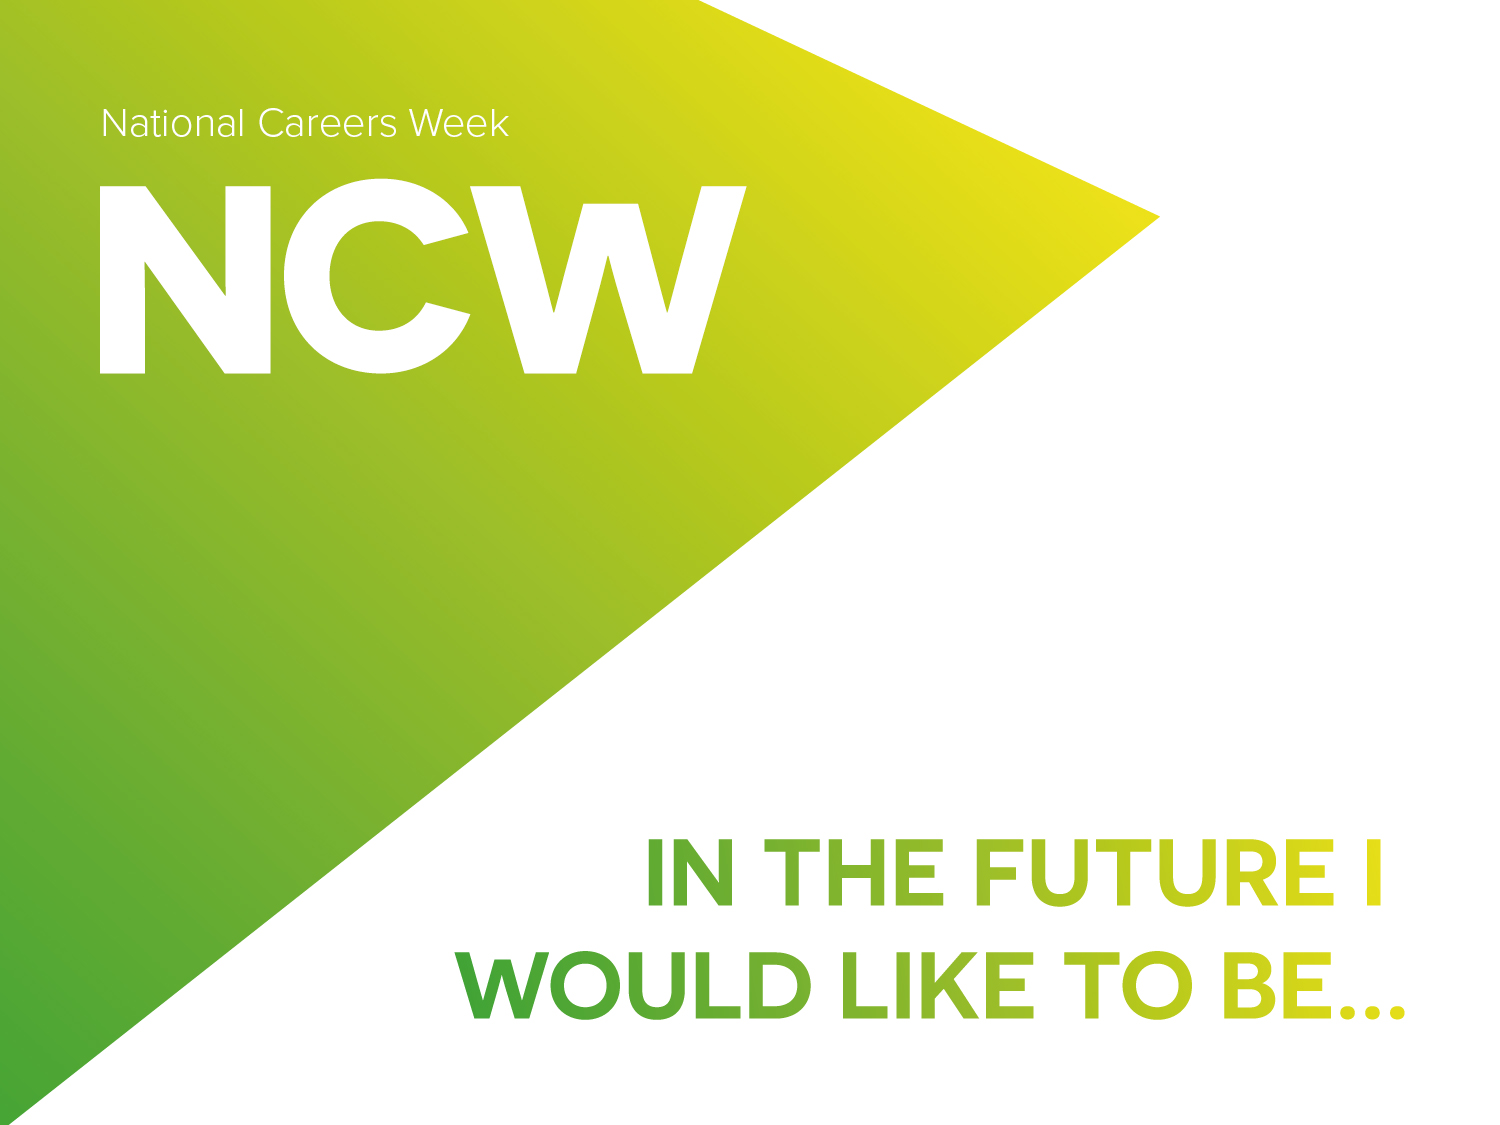 National Careers Week
NCW
IN THE FUTURE I
WOULD LIKE TO BE...